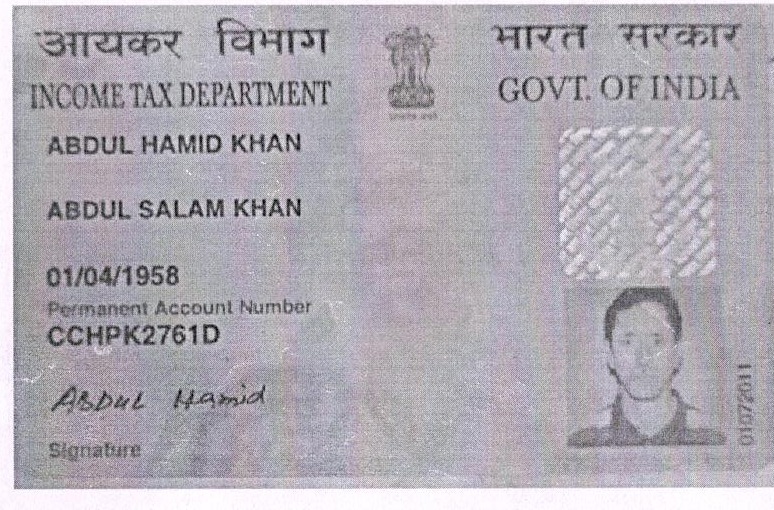 आयकर विभाग
भारत सरकार
INCOME TAX DEPARTMENT
GOVT. OF INDIA
ABDUL HAMID KHAN
ABDUL SALAM KHAN
01/04/1958
Permanent Account Number
CCHPK2761D
ABDUL Hamid
Signature
01072011